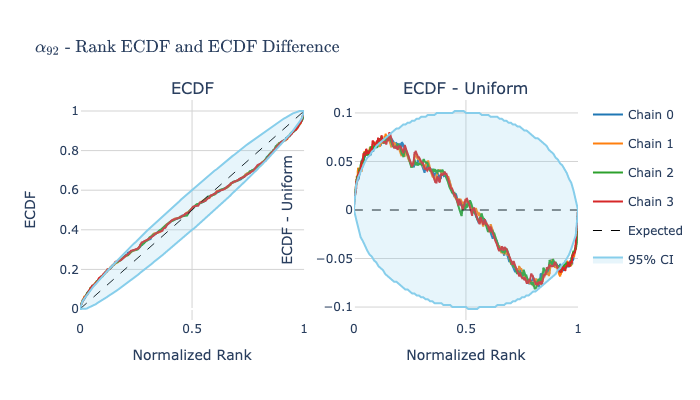 α₉₂ - Rank ECDF and ECDF Difference
ECDF
ECDF - Uniform
ECDF
1
0.8
0.6
0.4
0.2
0
0
0.5
1
Normalized Rank
ECDF - Uniform
0.1
0.05
0
−0.05
−0.1
0
0.5
1
Normalized Rank
Chain 0
Chain 1
Chain 2
Chain 3
Expected
95% CI